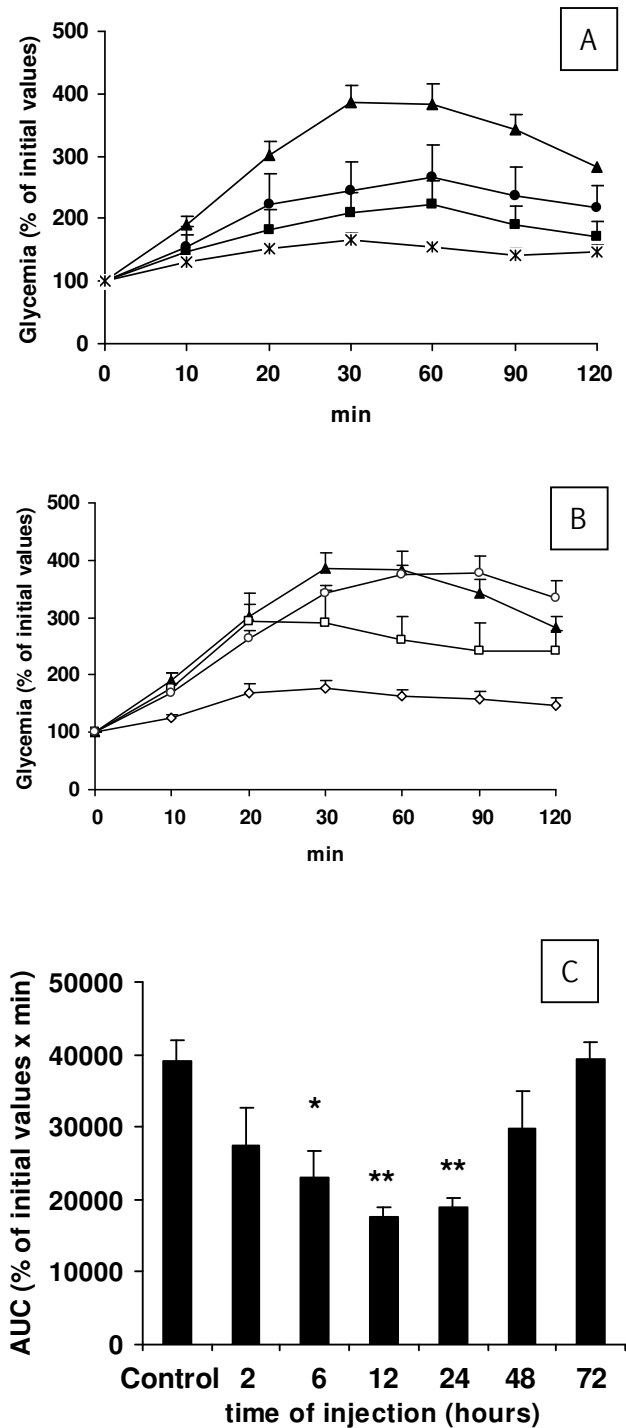 A
500
400
300
200
100
0
Glycemia (% of initial values)
0 10 20 30 60 90 120
min
B
500
400
300
200
100
0
Glycemia (% of initial values)
0 10 20 30 60 90 120
min
C
50000
40000
30000
20000
10000
0
AUC (% of initial values x min)
*
**
**
Control 2 6 12 24 48 72
time of injection (hours)